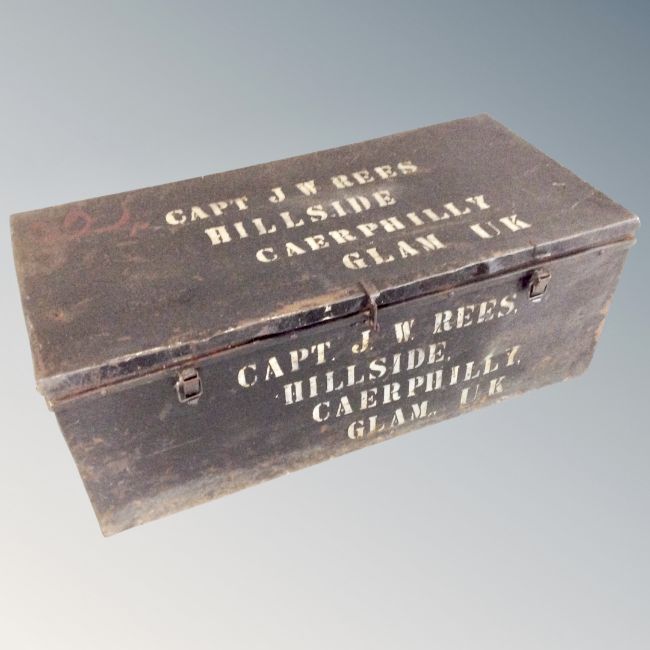 CAPT J W REES
HILLSIDE
CAERPHILLY
GLAM UK
CAPT. J. W. REES.
HILLSIDE.
CAERPHILLY.
GLAM. UK